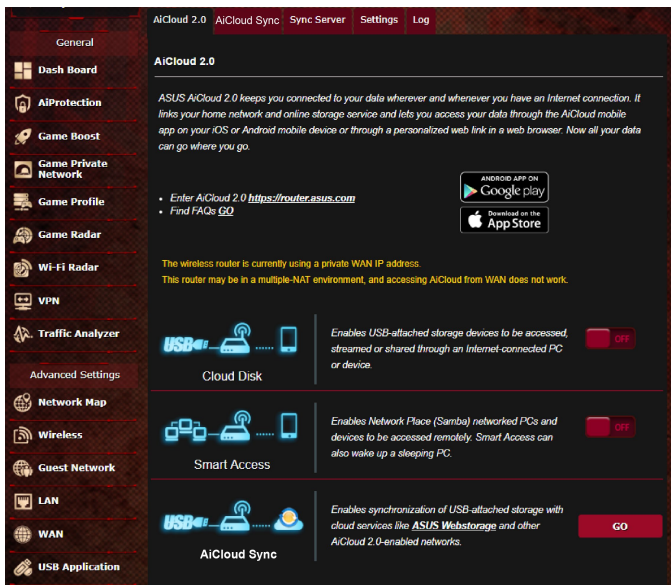 AiCloud 2.0 AiCloud Sync Sync Server Settings Log
General
Dash Board
AiProtection
Game Boost
Game Private
Network
Game Profile
Game Radar
Wi-Fi Radar
VPN
Traffic Analyzer
Advanced Settings
Network Map
Wireless
Guest Network
LAN
WAN
USB Application
AiCloud 2.0
ASUS AiCloud 2.0 keeps you connected to your data wherever and whenever you have an Internet connection. It
links your home network and online storage service and lets you access your data through the AiCloud mobile
app on your iOS or Android mobile device or through a personalized web link in a web browser. Now all your data
can go where you go.
• Enter AiCloud 2.0 https://router.asus.com
• Find FAQs GO
ANDROID APP ON
Google play
Download on the
App Store
The wireless router is currently using a private WAN IP address.
This router may be in a multiple-NAT environment, and accessing AiCloud from WAN does not work.
USB
Cloud Disk
Enables USB-attached storage devices to be accessed,
streamed or shared through an Internet-connected PC
or device.
OFF
Smart Access
Enables Network Place (Samba) networked PCs and
devices to be accessed remotely. Smart Access can
also wake up a sleeping PC.
OFF
USB
AiCloud Sync
Enables synchronization of USB-attached storage with
cloud services like ASUS Webstorage and other
AiCloud 2.0-enabled networks.
GO